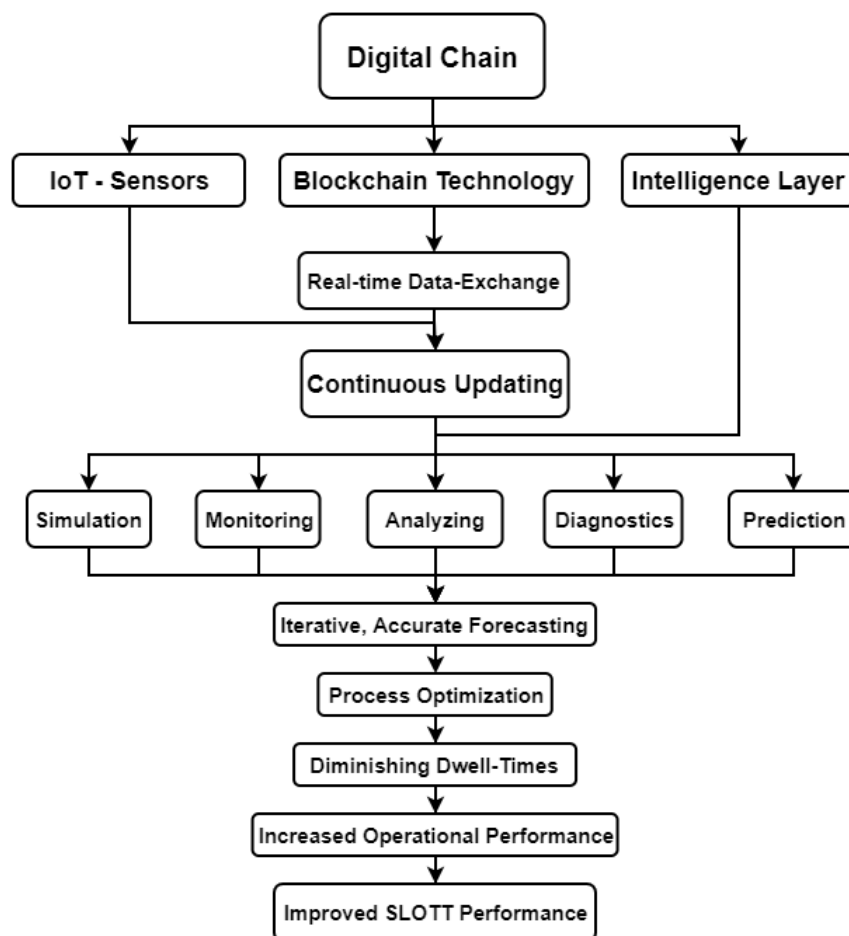 Digital Chain
IoT - Sensors
Blockchain Technology
Intelligence Layer
Real-time Data-Exchange
Continuous Updating
Simulation
Monitoring
Analyzing
Diagnostics
Prediction
Iterative, Accurate Forecasting
Process Optimization
Diminishing Dwell-Times
Increased Operational Performance
Improved SLOTT Performance